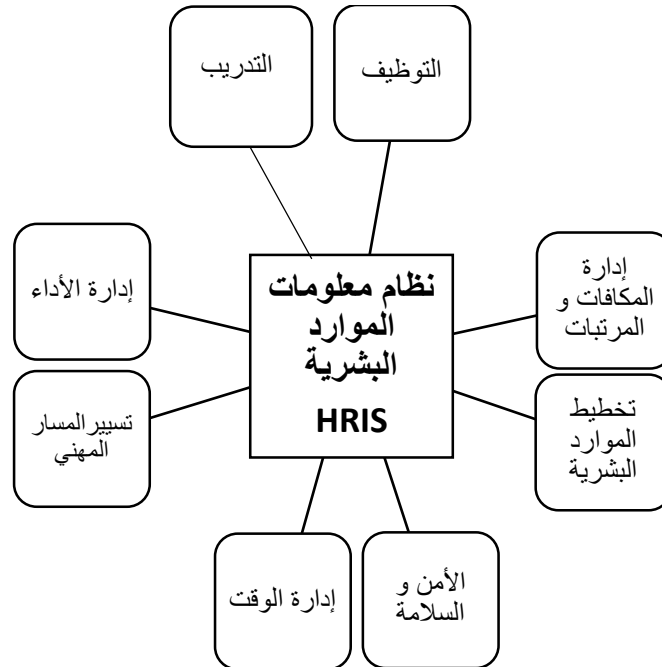 التوظيف
التدريب
إدارة
المكافات و
المرتبات
إدارة الأداء
نظام معلومات
الموارد
البشرية
HRIS
تخطيط
الموارد
البشرية
تسييرالمسار
المهني
الأمن و
السلامة
إدارة الوقت